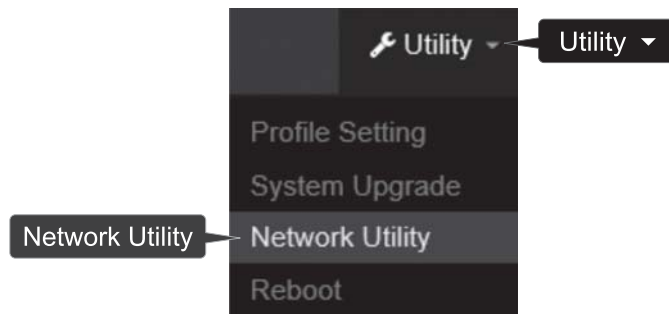 Utility
Utility
Profile Setting
System Upgrade
Network Utility
Network Utility
Reboot